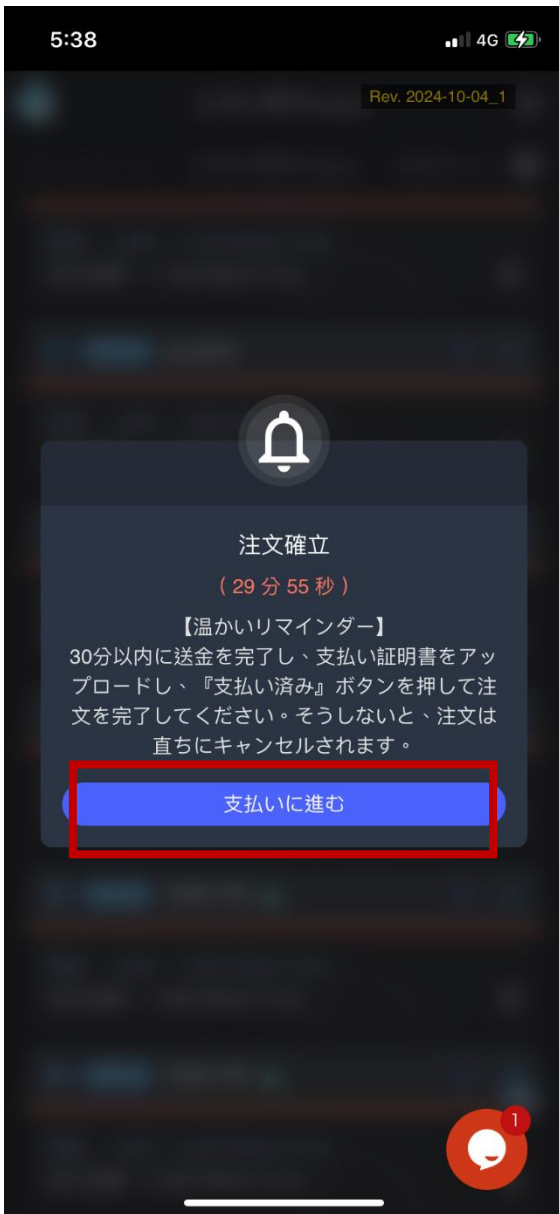 5:38
4G
Rev. 2024-10-04_1
注文確立
( 29 分 55 秒 )
【温かいリマインダー】
30分以内に送金を完了し、支払い証明書をアッ
プロードし、『支払い済み』ボタンを押して注
文を完了してください。そうしないと、注文は
直ちにキャンセルされます。
支払いに進む
1